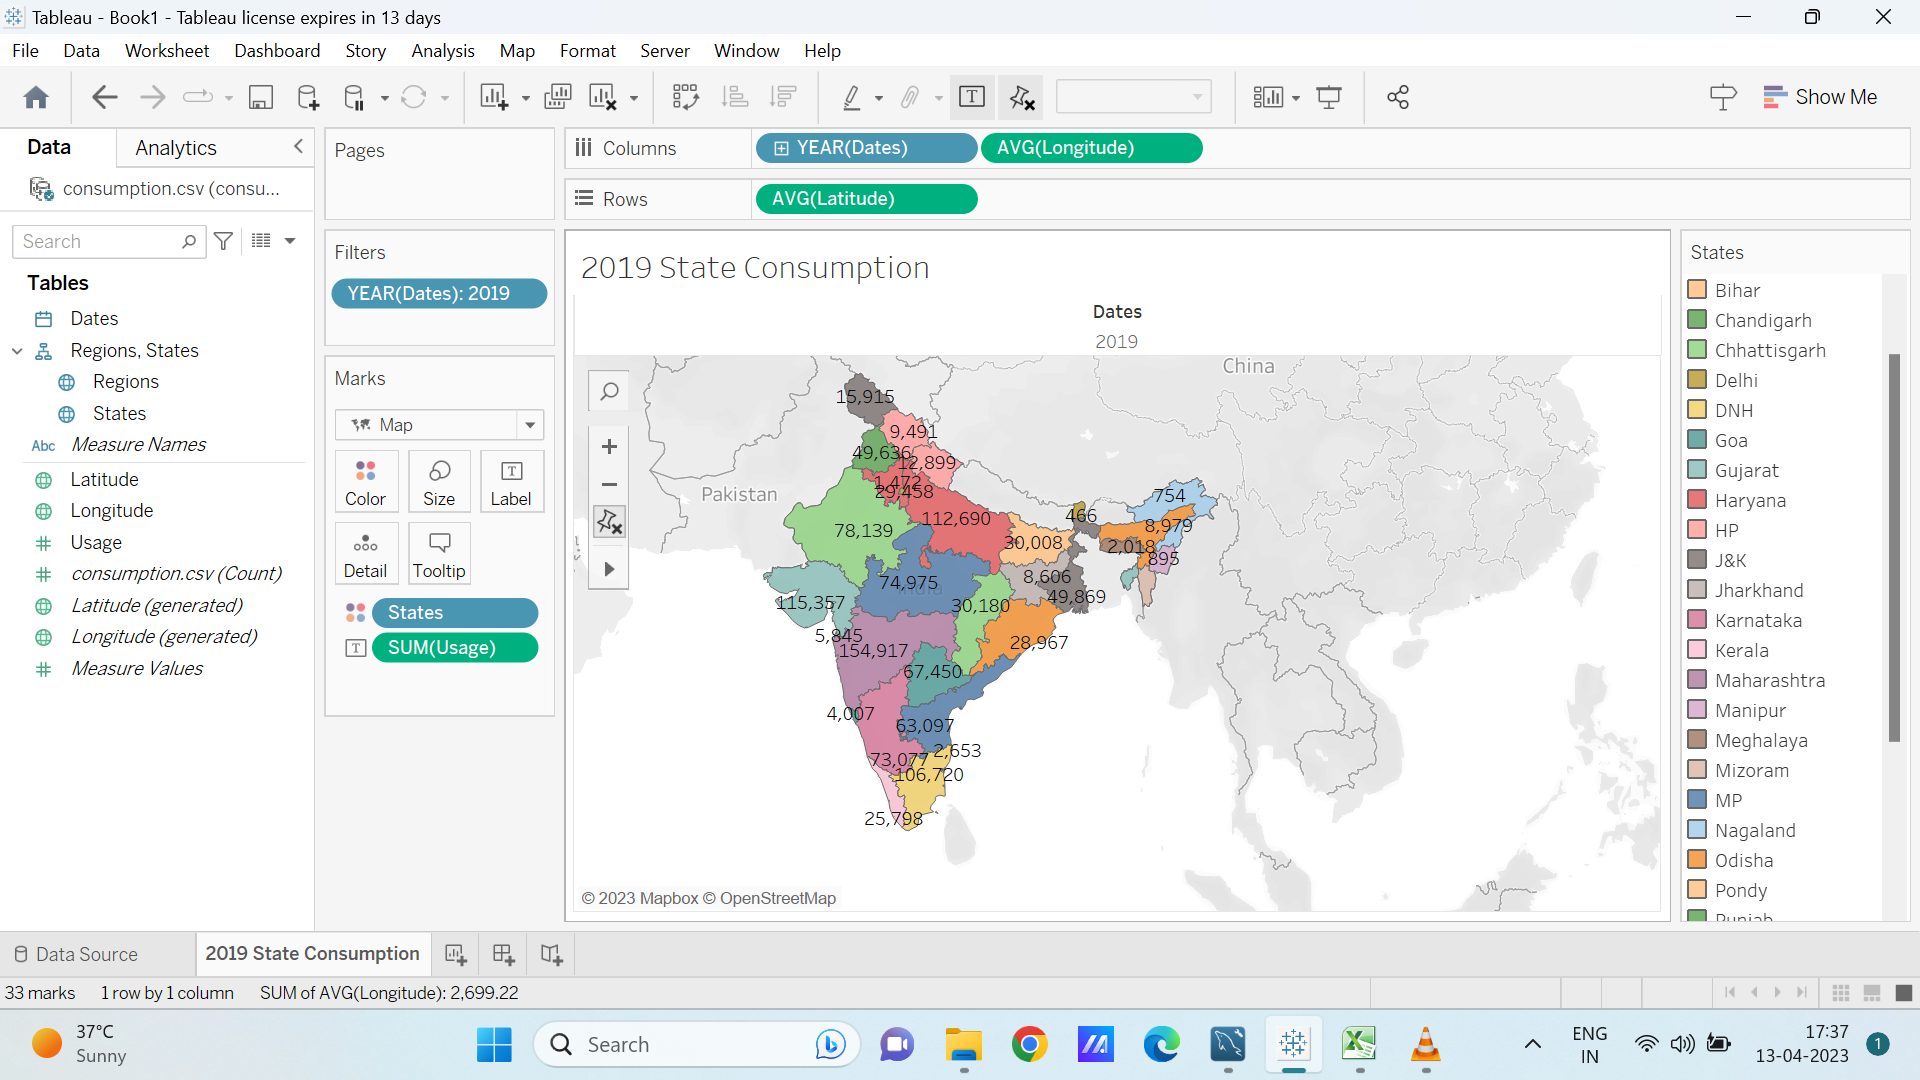 Tableau - Book1 - Tableau license expires in 13 days
File Data Worksheet Dashboard Story Analysis Map Format Server Window Help
Show Me
Data Analytics
consumption.csv (consu...
Search
Tables
Dates
Regions, States
Regions
States
Abc Measure Names
Latitude
Longitude
Usage
consumption.csv (Count)
Latitude (generated)
Longitude (generated)
Measure Values
Pages
Filters
YEAR(Dates): 2019
Marks
Map
Color Size Label
Detail Tooltip
States
SUM(Usage)
Columns YEAR(Dates) AVG(Longitude)
Rows AVG(Latitude)
2019 State Consumption
Dates
2019
China
Pakistan
15,915
9,491
49,636
12,899
1,472
29,458
112,690
78,139
30,008
466
754
8,979
2,018
895
74,975
8,606
49,869
115,357
30,180
5,845
154,917
28,967
67,450
4,007
63,097
2,653
73,077
106,720
25,798
© 2023 Mapbox © OpenStreetMap
States
Bihar
Chandigarh
Chhattisgarh
Delhi
DNH
Goa
Gujarat
Haryana
HP
J&K
Jharkhand
Karnataka
Kerala
Maharashtra
Manipur
Meghalaya
Mizoram
MP
Nagaland
Odisha
Pondy
Punjab
Data Source 2019 State Consumption
33 marks 1 row by 1 column SUM of AVG(Longitude): 2,699.22
37°C
Sunny
Search
ENG
IN
17:37
13-04-2023
1